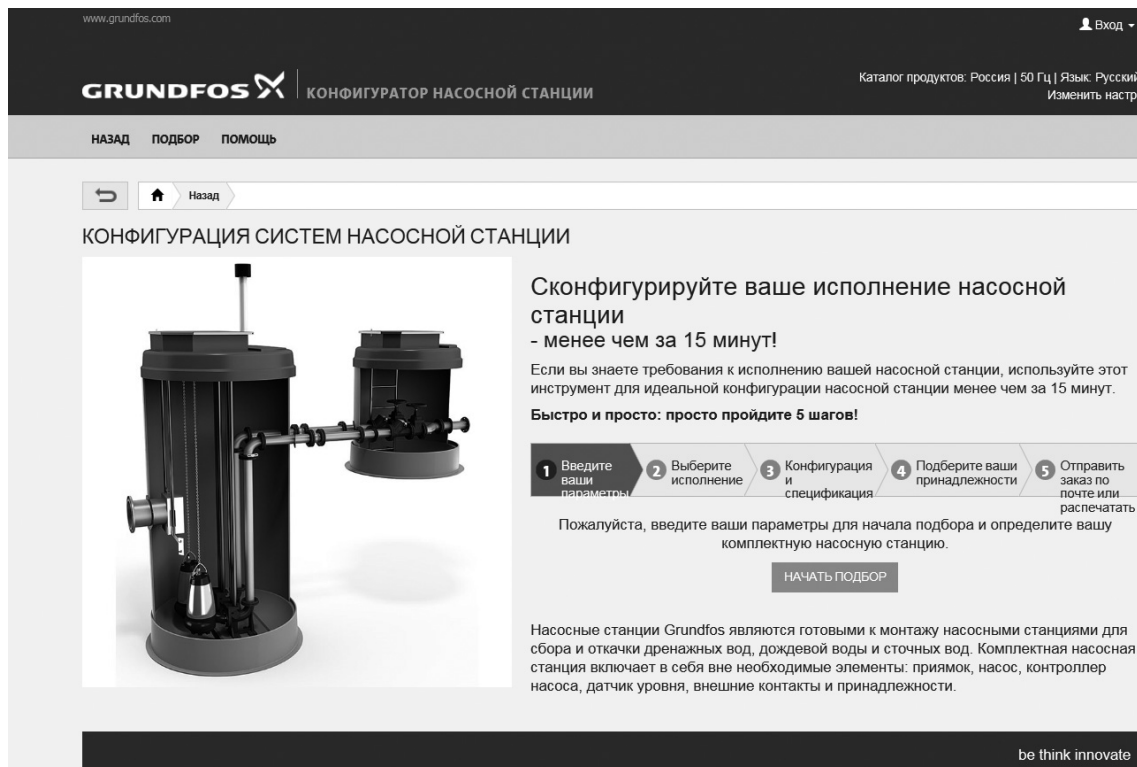 www.grundfos.com
Вход
GRUNDFOS
КОНФИГУРАТОР НАСОСНОЙ СТАНЦИИ
Каталог продуктов: Россия | 50 Гц | Язык: Русский
Изменить настр
НАЗАД ПОДБОР ПОМОЩЬ
Назад
КОНФИГУРАЦИЯ СИСТЕМ НАСОСНОЙ СТАНЦИИ
Сконфигурируйте ваше исполнение насосной
станции
- менее чем за 15 минут!
Если вы знаете требования к исполнению вашей насосной станции, используйте этот
инструмент для идеальной конфигурации насосной станции менее чем за 15 минут.
Быстро и просто: просто пройдите 5 шагов!
1 Введите
ваши
параметры
2 Выберите
исполнение
3 Конфигурация
и
спецификация
4 Подберите ваши
принадлежности
5 Отправить
заказ по
почте или
распечатать
Пожалуйста, введите ваши параметры для начала подбора и определите вашу
комплектную насосную станцию.
НАЧАТЬ ПОДБОР
Насосные станции Grundfos являются готовыми к монтажу насосными станциями для
сбора и откачки дренажных вод, дождевой воды и сточных вод. Комплектная насосная
станция включает в себя вне необходимые элементы: приямок, насос, контроллер
насоса, датчик уровня, внешние контакты и принадлежности.
be think innovate